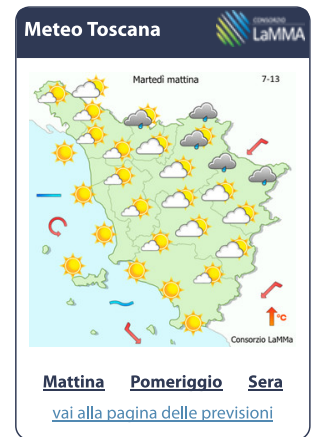 Meteo Toscana
CONSORZIO
LaMMA
Martedì mattina
7-13
°C
Consorzio LaMMa
Mattina Pomeriggio Sera
vai alla pagina delle previsioni